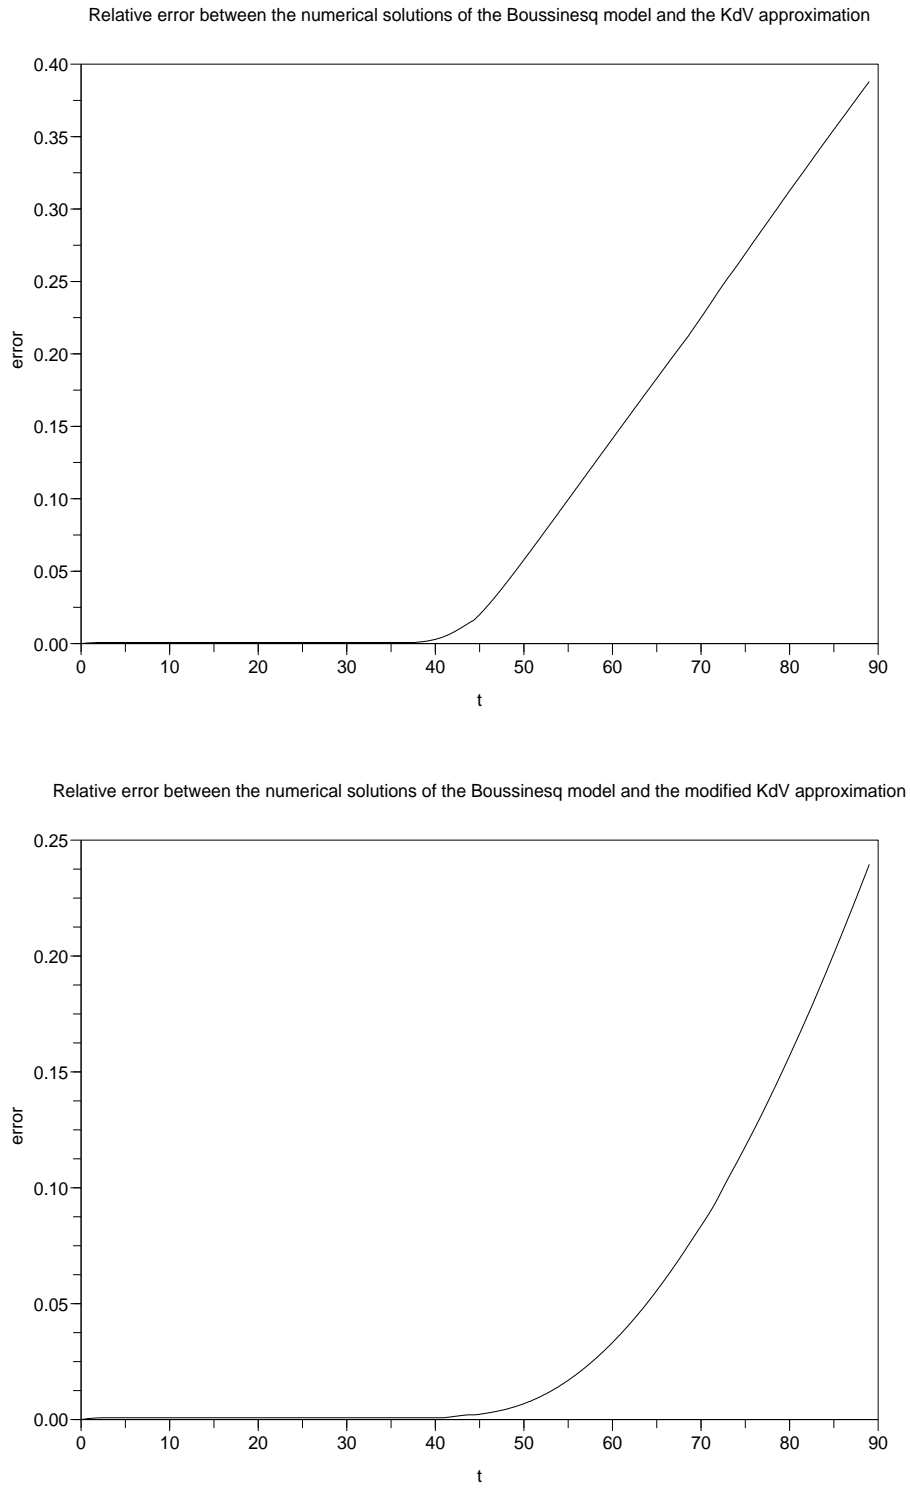 Relative error between the numerical solutions of the Boussinesq model and the KdV approximation
0.40
0.35
0.30
0.25
error
0.20
0.15
0.10
0.05
0.00
0 10 20 30 40 50 60 70 80 90
t
Relative error between the numerical solutions of the Boussinesq model and the modified KdV approximation
0.25
0.20
0.15
error
0.10
0.05
0.00
0 10 20 30 40 50 60 70 80 90
t